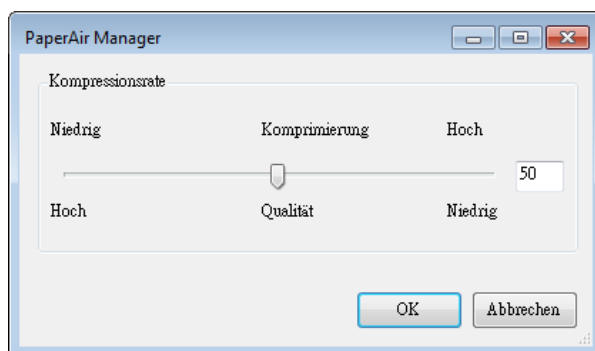 PaperAir Manager
Kompressionsrate
Niedrig Komprimierung Hoch
50
Hoch Qualität Niedrig
OK Abbrechen